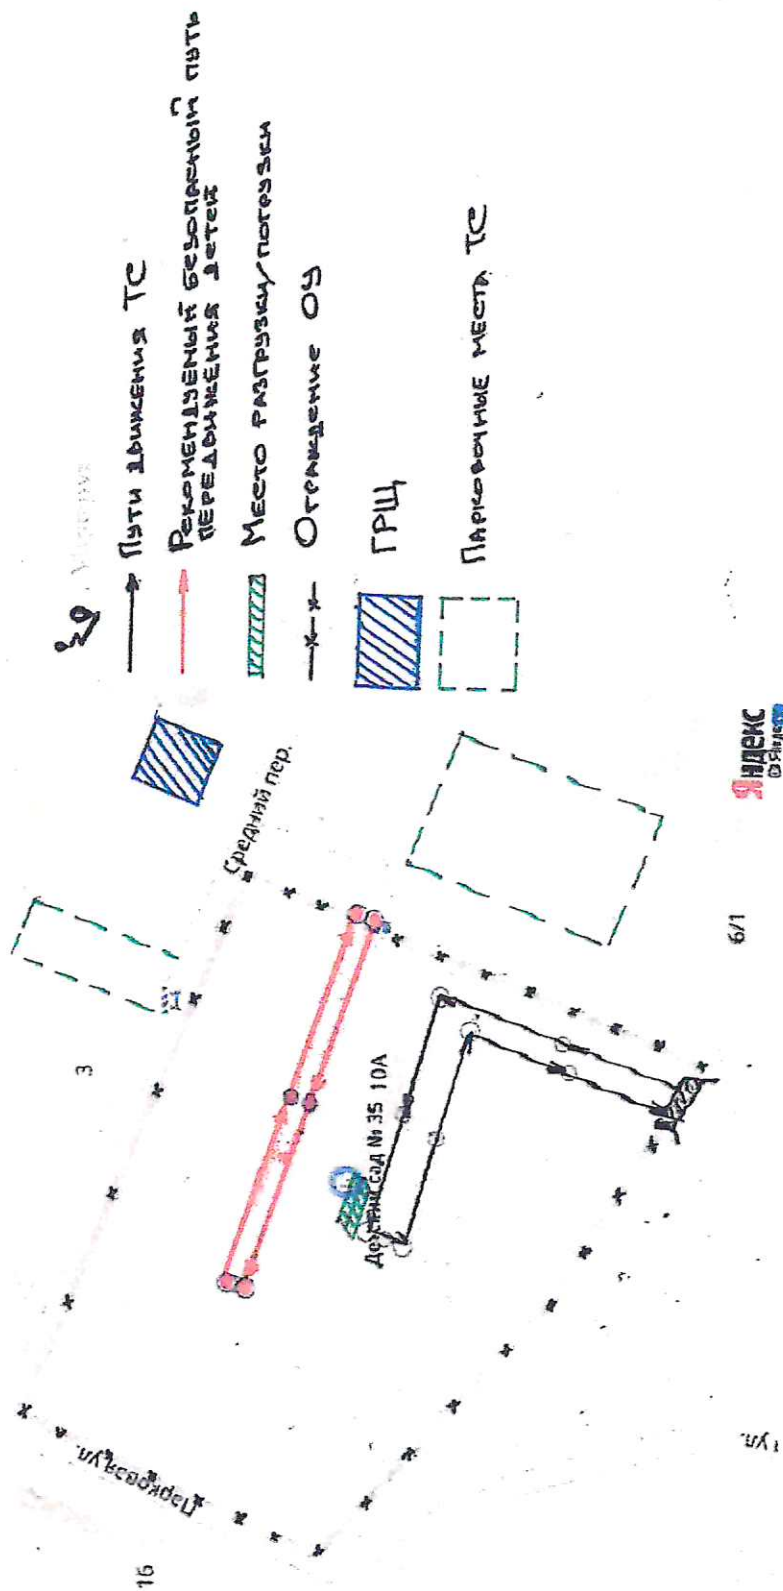 Пути движения ТС
Рекомендуемый безопасный путь
передвижения детей
Место разгрузки/погрузки
Ограждение ОУ
ГРЩ
Парковочные места ТС
Средний пер.
3
Детский сад № 35 10А
6/1
Парковая ул.
16
ул.
Яндекс